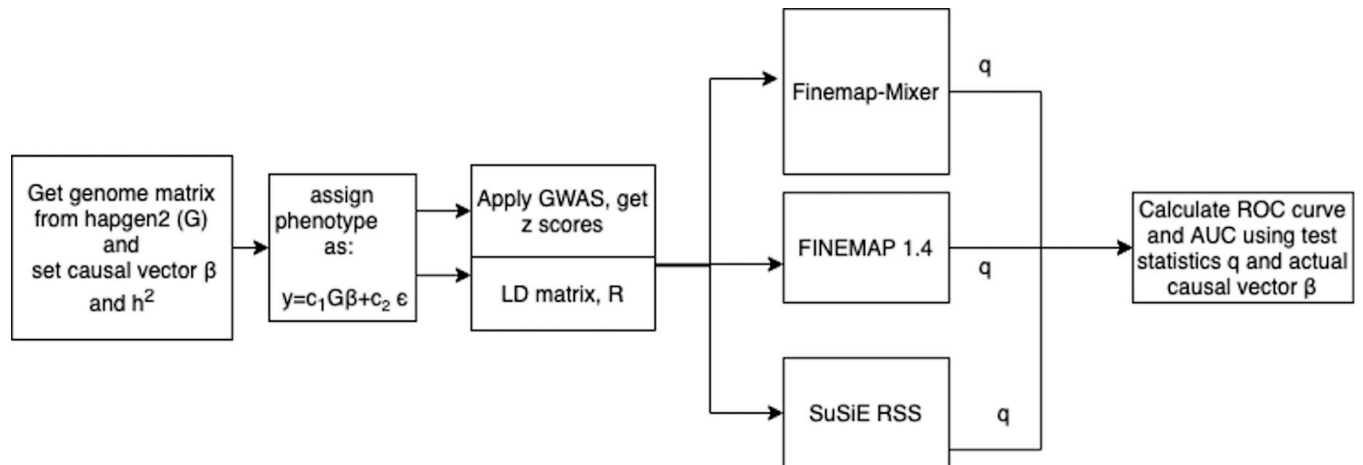 Get genome matrix
from hapgen2 (G)
and
set causal vector β
and h²
assign
phenotype
as:
y=c₁Gβ+c₂ ϵ
Apply GWAS, get
z scores
LD matrix, R
Finemap-Mixer
q
FINEMAP 1.4
q
SuSiE RSS
q
Calculate ROC curve
and AUC using test
statistics q and actual
causal vector β